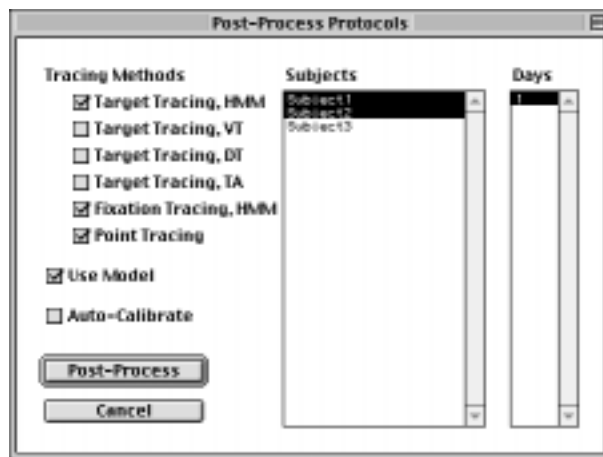 Post-Process Protocols
Tracing Methods
Target Tracing, HMM
Target Tracing, VT
Target Tracing, DT
Target Tracing, TA
Fixation Tracing, HMM
Point Tracing
Use Model
Auto-Calibrate
Post-Process
Cancel
Subjects
Subject1
Subject2
Subject3
Days
1